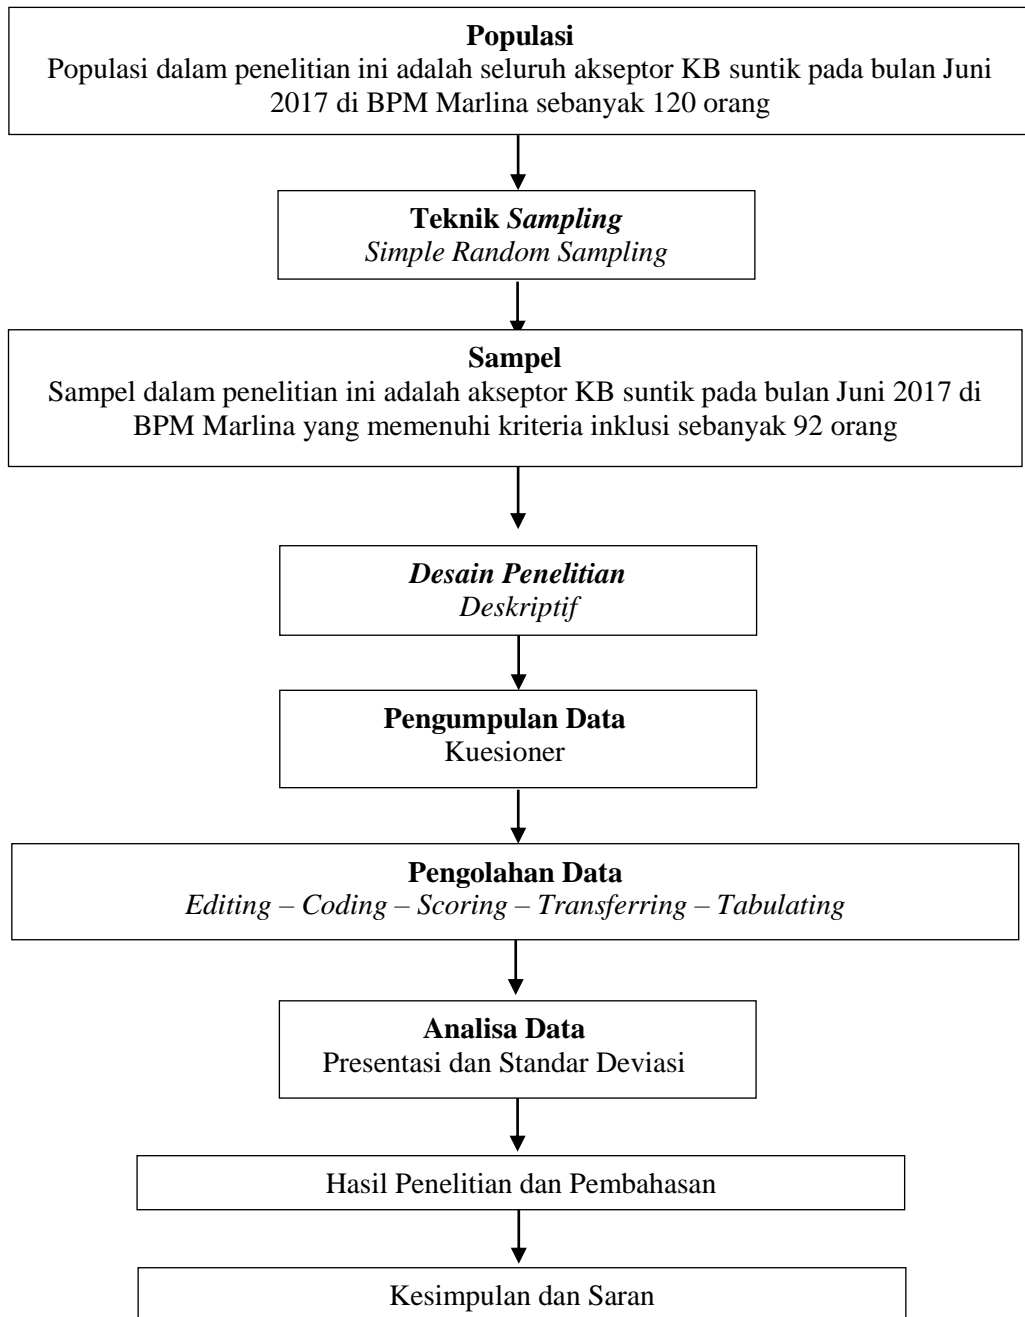 Populasi
Populasi dalam penelitian ini adalah seluruh akseptor KB suntik pada bulan Juni
2017 di BPM Marlina sebanyak 120 orang
Teknik Sampling
Simple Random Sampling
Sampel
Sampel dalam penelitian ini adalah akseptor KB suntik pada bulan Juni 2017 di
BPM Marlina yang memenuhi kriteria inklusi sebanyak 92 orang
Desain Penelitian
Deskriptif
Pengumpulan Data
Kuesioner
Pengolahan Data
Editing – Coding – Scoring – Transferring – Tabulating
Analisa Data
Presentasi dan Standar Deviasi
Hasil Penelitian dan Pembahasan
Kesimpulan dan Saran